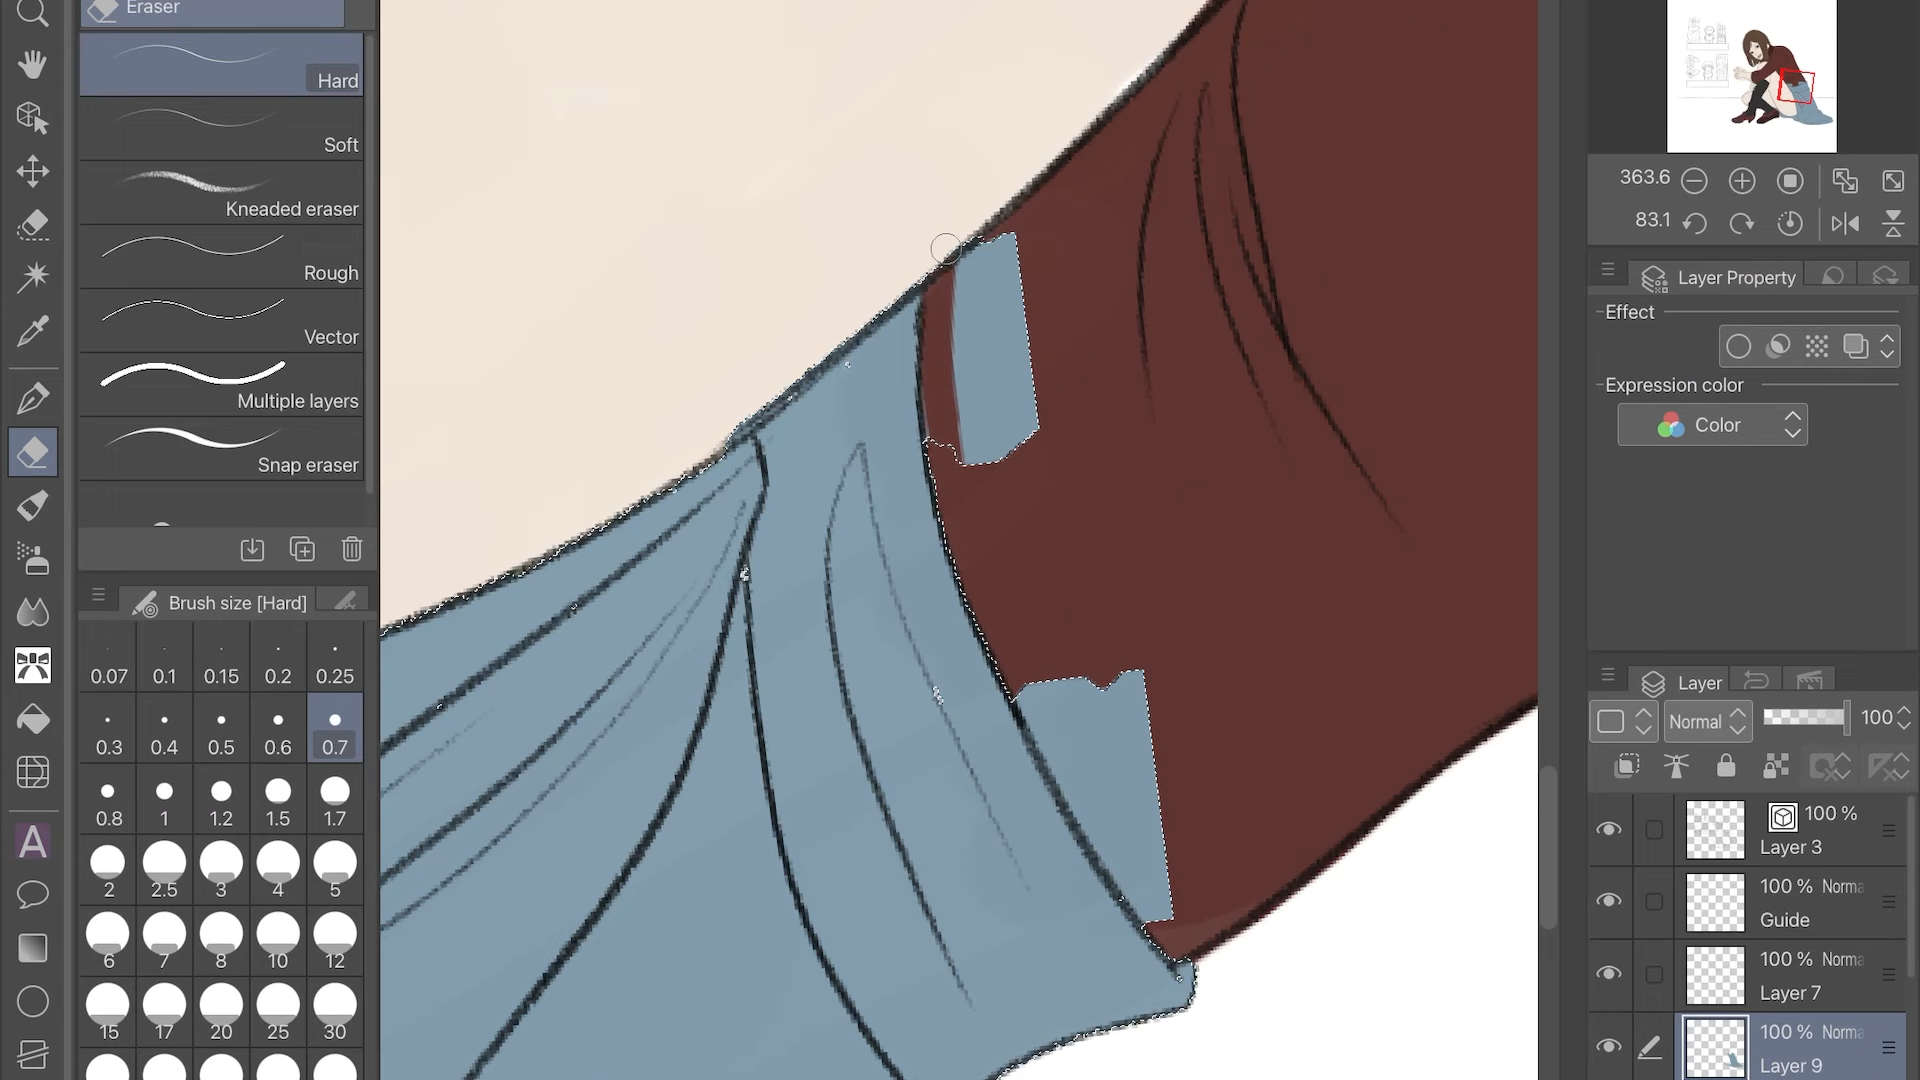 Eraser
Hard
Soft
Kneaded eraser
Rough
Vector
Multiple layers
Snap eraser
Brush size [Hard]
0.07 0.1 0.15 0.2 0.25
0.3 0.4 0.5 0.6 0.7
0.8 1 1.2 1.5 1.7
2 2.5 3 4 5
6 7 8 10 12
15 17 20 25 30
A
363.6
83.1
Layer Property
Effect
Expression color
Color
Layer
Normal 100
100 %
Layer 3
100 % Norma
Guide
100 % Norma
Layer 7
100 % Norma
Layer 9